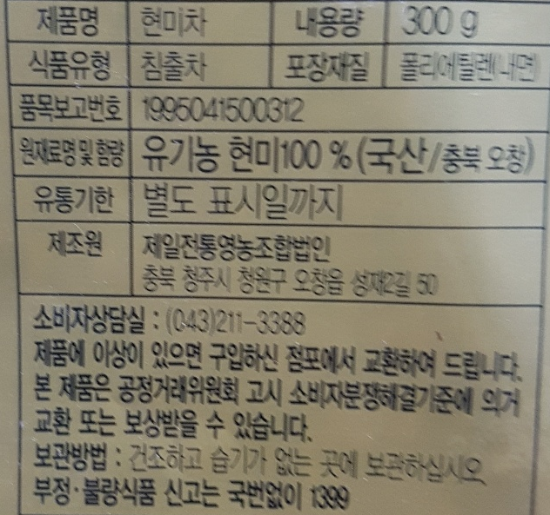 제품명 현미차 내용량 300 g
식품유형 침출차 포장재질 폴리에틸렌(내면)
품목보고번호 1995041500312
원재료명 및 함량 유기농 현미100 % (국산/충북 오창)
유통기한 별도 표시일까지
제조원 제일전통영농조합법인
충북 청주시 청원구 오창읍 성재2길 50
소비자상담실 : (043)211-3388
제품에 이상이 있으면 구입하신 점포에서 교환하여 드립니다.
본 제품은 공정거래위원회 고시 소비자분쟁해결기준에 의거
교환 또는 보상받을 수 있습니다.
보관방법 : 건조하고 습기가 없는 곳에 보관하십시오.
부정·불량식품 신고는 국번없이 1399